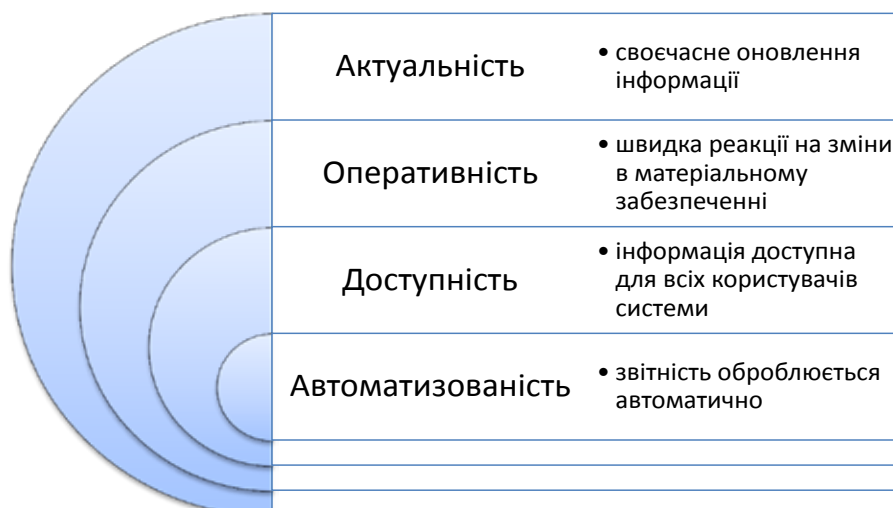 Актуальність
• своєчасне оновлення
інформації
Оперативність
• швидка реакції на зміни
в матеріальному
забезпеченні
Доступність
• інформація доступна
для всіх користувачів
системи
Автоматизованість
• звітність оброблюється
автоматично